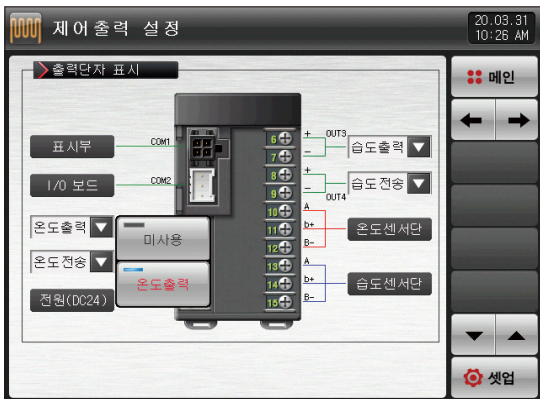 제어출력 설정
20.03.31
10:26 AM
출력단자 표시
메인
표시부
COM1
I/O 보드
COM2
온도출력
온도전송
전원(DC24)
미사용
온도출력
6
7
8
9
10
11
12
13
14
15
+
-
OUT3
습도출력
+
-
OUT4
습도전송
A
b+
B-
온도센서단
A
b+
B-
습도센서단
셋업